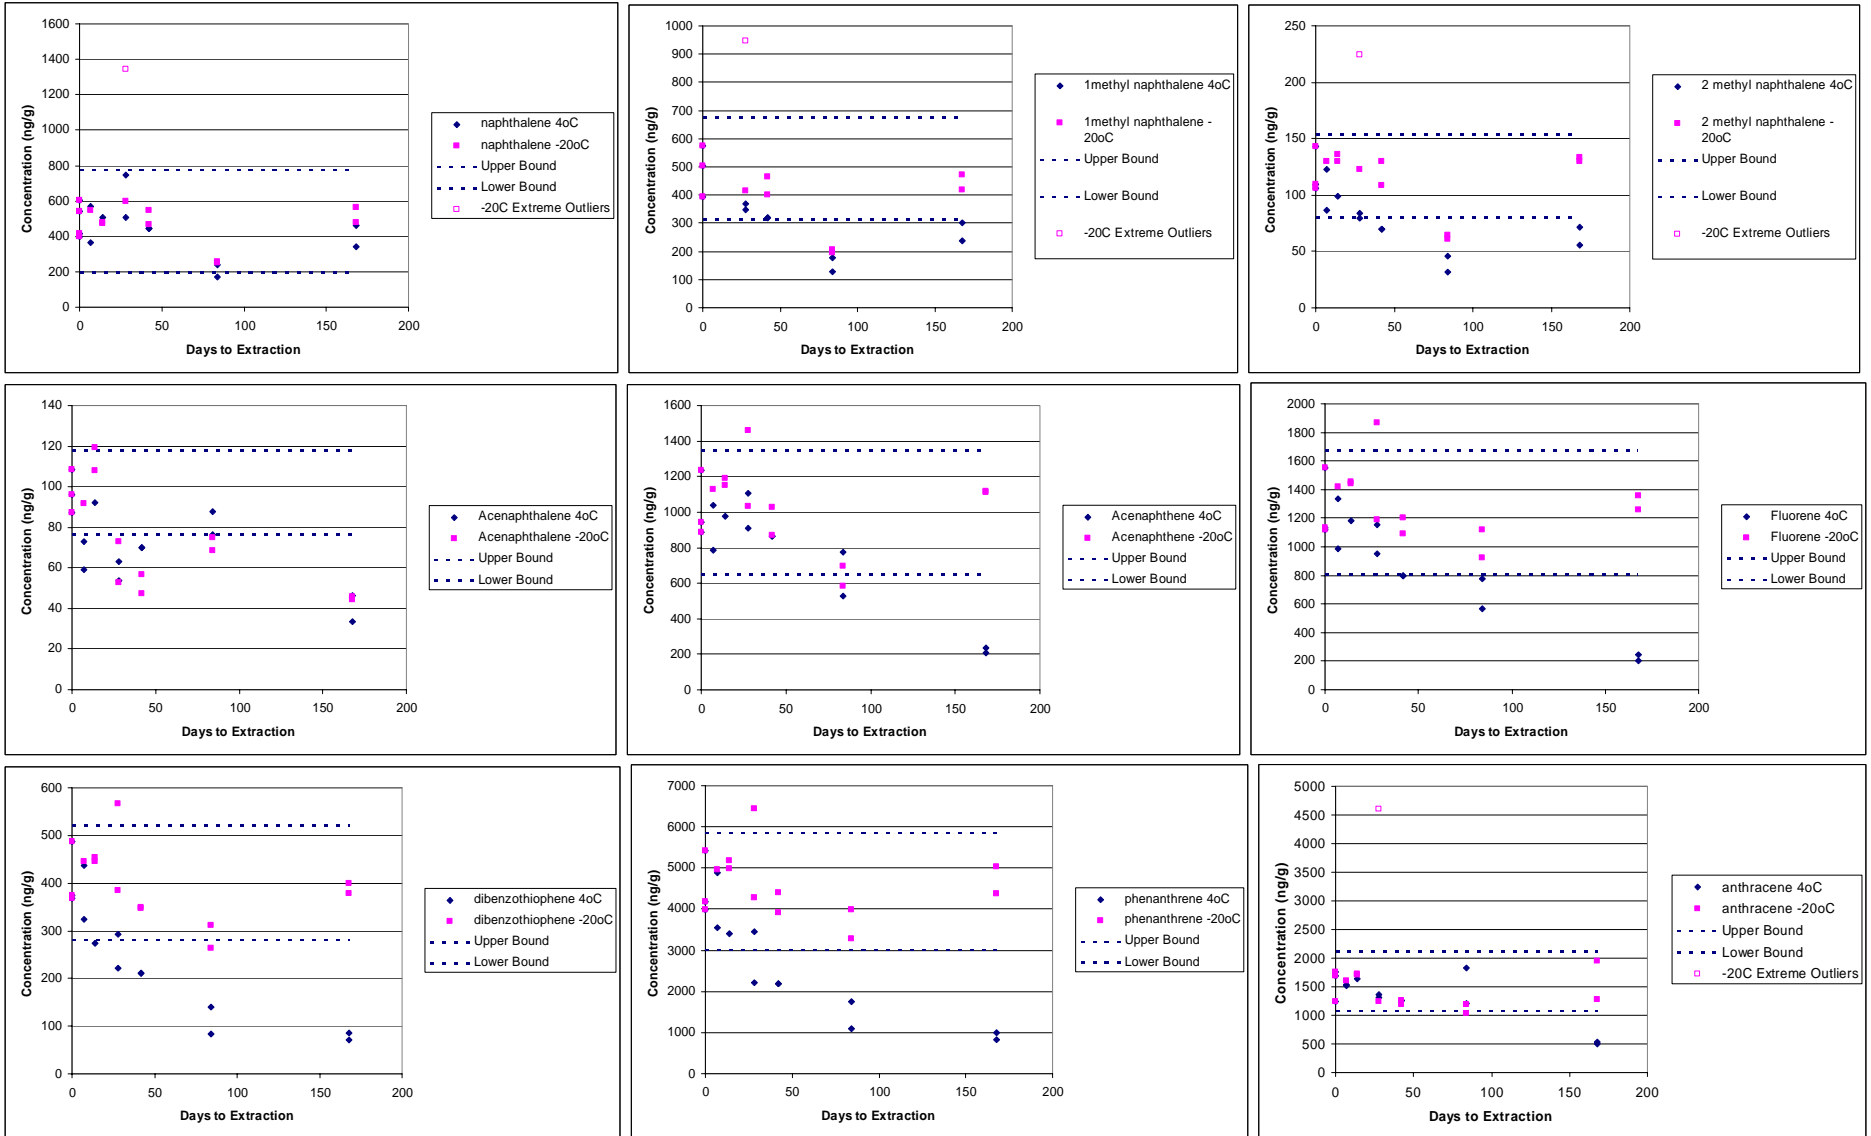 1600
1400
1200
1000
800
600
400
200
0
0 50 100 150 200
Concentration (ng/g)
Days to Extraction
naphthalene 4oC
naphthalene -20oC
Upper Bound
Lower Bound
-20C Extreme Outliers
1000
900
800
700
600
500
400
300
200
100
0
0 50 100 150 200
Concentration (ng/g)
Days to Extraction
1methyl naphthalene 4oC
1methyl naphthalene -
20oC
Upper Bound
Lower Bound
-20C Extreme Outliers
250
200
150
100
50
0
0 50 100 150 200
Concentration (ng/g)
Days to Extraction
2 methyl naphthalene 4oC
2 methyl naphthalene -
20oC
Upper Bound
Lower Bound
-20C Extreme Outliers
140
120
100
80
60
40
20
0
0 50 100 150 200
Concentration (ng/g)
Days to Extraction
Acenaphthalene 4oC
Acenaphthalene -20oC
Upper Bound
Lower Bound
1600
1400
1200
1000
800
600
400
200
0
0 50 100 150 200
Concentration (ng/g)
Days to Extraction
Acenaphthene 4oC
Acenaphthene -20oC
Upper Bound
Lower Bound
2000
1800
1600
1400
1200
1000
800
600
400
200
0
0 50 100 150 200
Concentration (ng/g)
Days to Extraction
Fluorene 4oC
Fluorene -20oC
Upper Bound
Lower Bound
600
500
400
300
200
100
0
0 50 100 150 200
Concentration (ng/g)
Days to Extraction
dibenzothiophene 4oC
dibenzothiophene -20oC
Upper Bound
Lower Bound
7000
6000
5000
4000
3000
2000
1000
0
0 50 100 150 200
Concentration (ng/g)
Days to Extraction
phenanthrene 4oC
phenanthrene -20oC
Upper Bound
Lower Bound
5000
4500
4000
3500
3000
2500
2000
1500
1000
500
0
0 50 100 150 200
Concentration (ng/g)
Days to Extraction
anthracene 4oC
anthracene -20oC
Upper Bound
Lower Bound
-20C Extreme Outliers